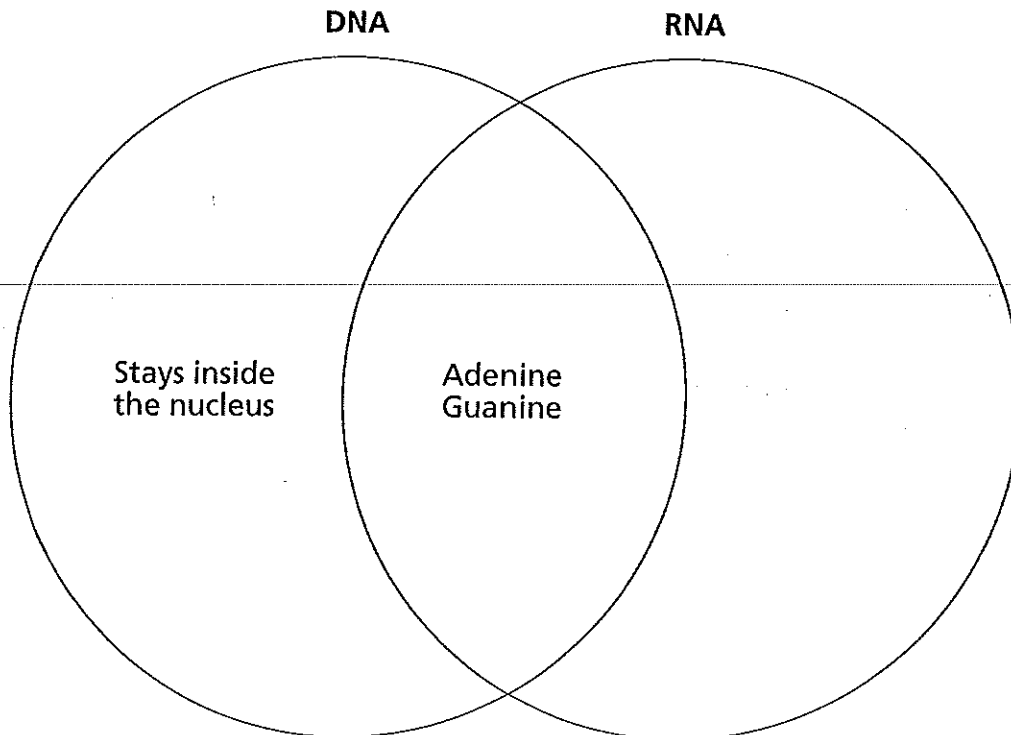 DNA
RNA
Stays inside
the nucleus
Adenine
Guanine